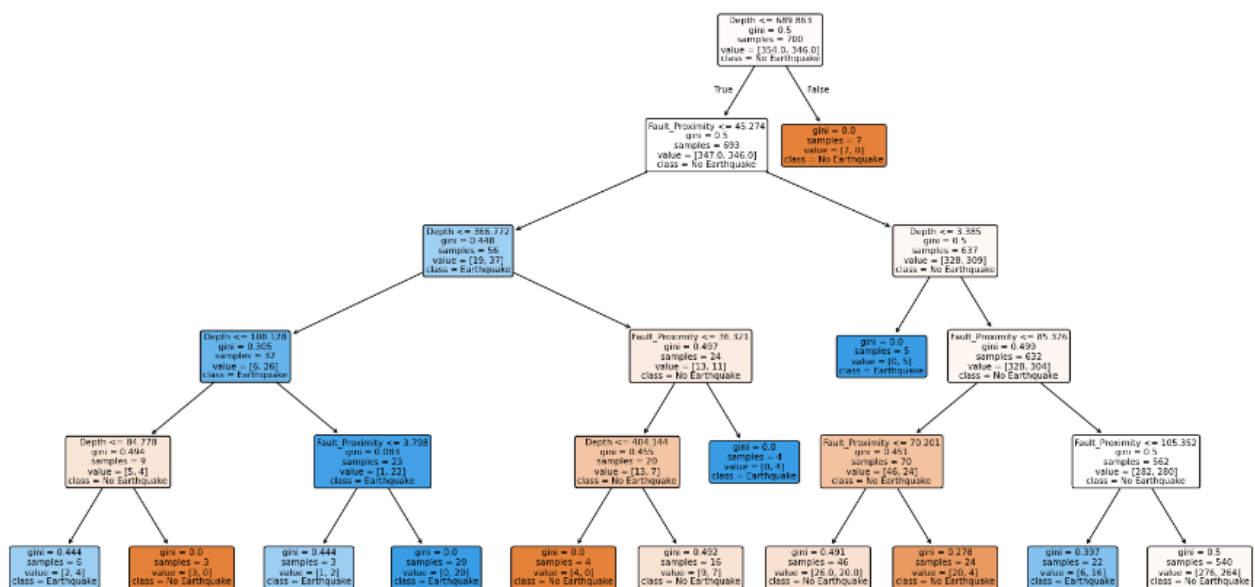 Depth <= 689.863
gini = 0.5
samples = 700
value = [354.0, 346.0]
class = No Earthquake
True
False
Fault_Proximity <= 45.274
gini = 0.5
samples = 693
value = [347.0, 346.0]
class = No Earthquake
gini = 0.0
samples = 7
value = [7, 0]
class = No Earthquake
Depth <= 366.772
gini = 0.448
samples = 56
value = [19, 37]
class = Earthquake
Depth <= 3.385
gini = 0.5
samples = 637
value = [328, 309]
class = No Earthquake
Depth <= 108.128
gini = 0.305
samples = 32
value = [6, 26]
class = Earthquake
Fault_Proximity <= 36.321
gini = 0.497
samples = 24
value = [13, 11]
class = No Earthquake
gini = 0.0
samples = 5
value = [0, 5]
class = Earthquake
Fault_Proximity <= 85.376
gini = 0.499
samples = 632
value = [328, 304]
class = No Earthquake
Depth <= 84.778
gini = 0.494
samples = 9
value = [5, 4]
class = No Earthquake
Fault_Proximity <= 3.798
gini = 0.083
samples = 23
value = [1, 22]
class = Earthquake
Depth <= 404.144
gini = 0.455
samples = 20
value = [13, 7]
class = No Earthquake
gini = 0.0
samples = 4
value = [0, 4]
class = Earthquake
Fault_Proximity <= 70.201
gini = 0.451
samples = 70
value = [46, 24]
class = No Earthquake
Fault_Proximity <= 105.352
gini = 0.5
samples = 562
value = [282, 280]
class = No Earthquake
gini = 0.444
samples = 6
value = [2, 4]
class = Earthquake
gini = 0.0
samples = 3
value = [3, 0]
class = No Earthquake
gini = 0.444
samples = 3
value = [1, 2]
class = Earthquake
gini = 0.0
samples = 20
value = [0, 20]
class = Earthquake
gini = 0.0
samples = 4
value = [4, 0]
class = No Earthquake
gini = 0.492
samples = 16
value = [9, 7]
class = No Earthquake
gini = 0.491
samples = 46
value = [26.0, 20.0]
class = No Earthquake
gini = 0.278
samples = 24
value = [20, 4]
class = No Earthquake
gini = 0.397
samples = 22
value = [6, 16]
class = Earthquake
gini = 0.5
samples = 540
value = [276, 264]
class = No Earthquake